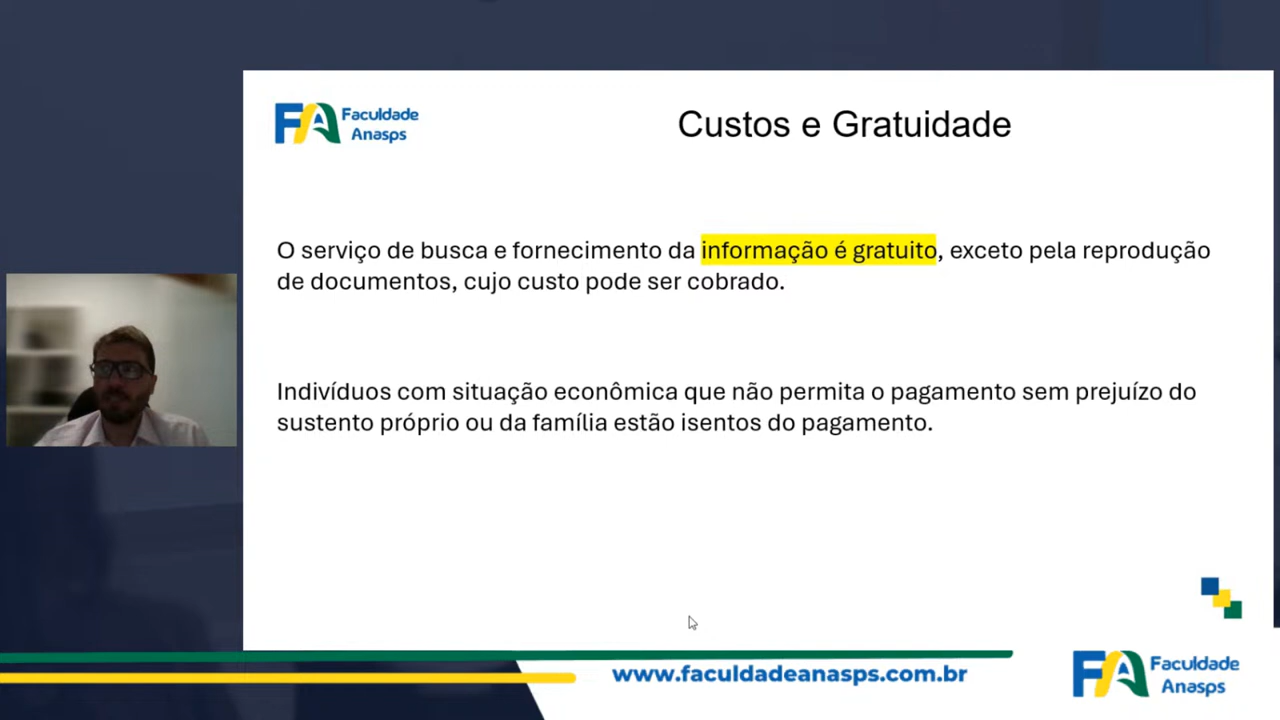 Faculdade
Anasps
Custos e Gratuidade
O serviço de busca e fornecimento da informação é gratuito, exceto pela reprodução
de documentos, cujo custo pode ser cobrado.
Indivíduos com situação econômica que não permita o pagamento sem prejuízo do
sustento próprio ou da família estão isentos do pagamento.
www.faculdadeanasps.com.br
Faculdade
Anasps